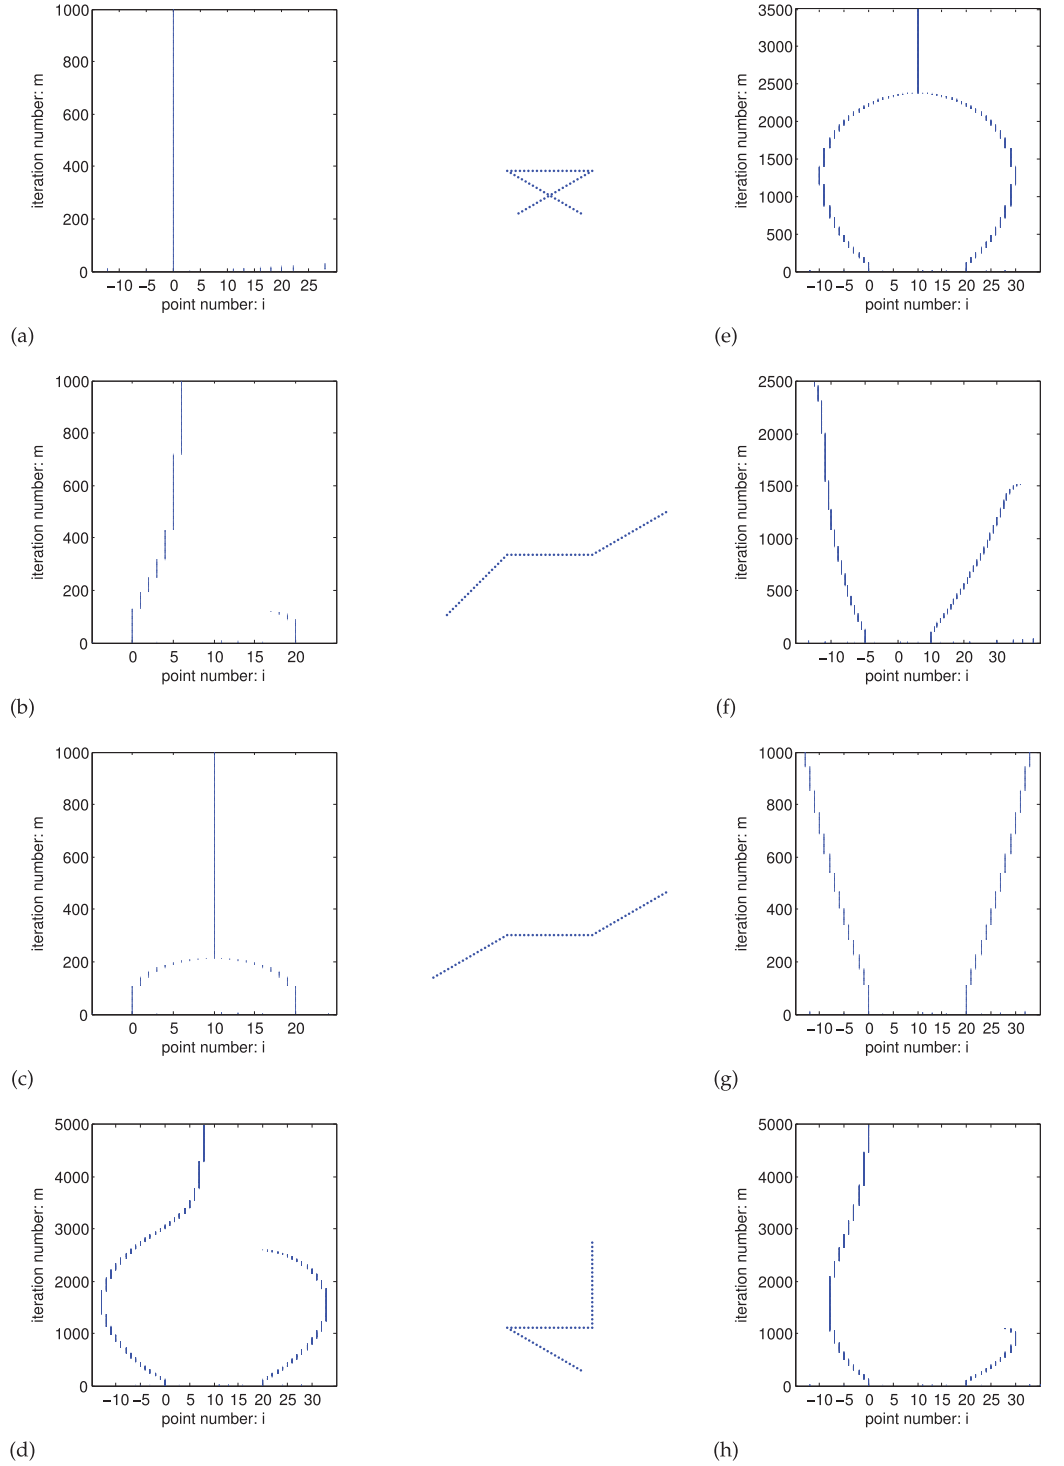 1000
800
600
400
200
0
iteration number: m
−10 −5 0 5 10 15 20 25
point number: i
(a)
3500
3000
2500
2000
1500
1000
500
0
iteration number: m
−10 −5 0 5 10 15 20 25 30
point number: i
(e)
1000
800
600
400
200
0
iteration number: m
0 5 10 15 20
point number: i
(b)
2500
2000
1500
1000
500
0
iteration number: m
−10 −5 0 5 10 20 30
point number: i
(f)
1000
800
600
400
200
0
iteration number: m
0 5 10 15 20
point number: i
(c)
1000
800
600
400
200
0
iteration number: m
−10 −5 0 5 10 15 20 25 30
point number: i
(g)
5000
4000
3000
2000
1000
0
iteration number: m
−10 −5 0 5 10 15 20 25 30
point number: i
(d)
5000
4000
3000
2000
1000
0
iteration number: m
−10 −5 0 5 10 15 20 25 30
point number: i
(h)